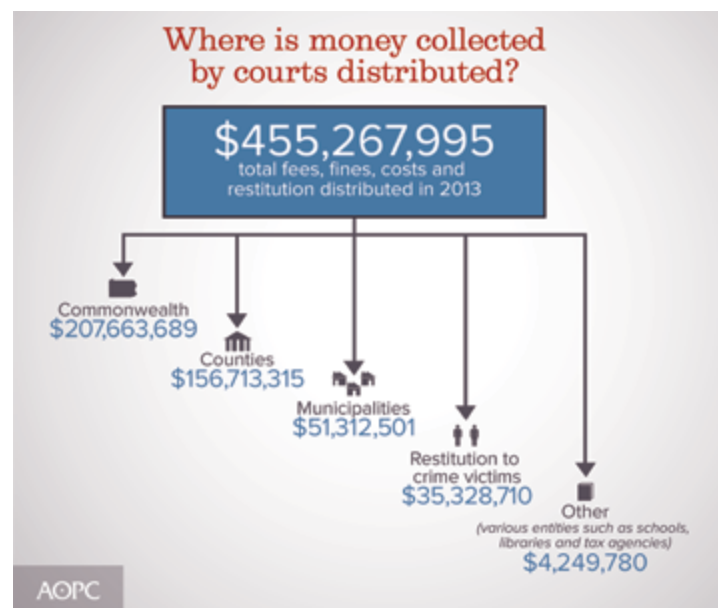 Where is money collected
by courts distributed?
$455,267,995
total fees, fines, costs and
restitution distributed in 2013
Commonwealth
$207,663,689
Counties
$156,713,315
Municipalities
$51,312,501
Restitution to
crime victims
$35,328,710
Other
(various entities such as schools,
libraries and tax agencies)
$4,249,780
AOPC